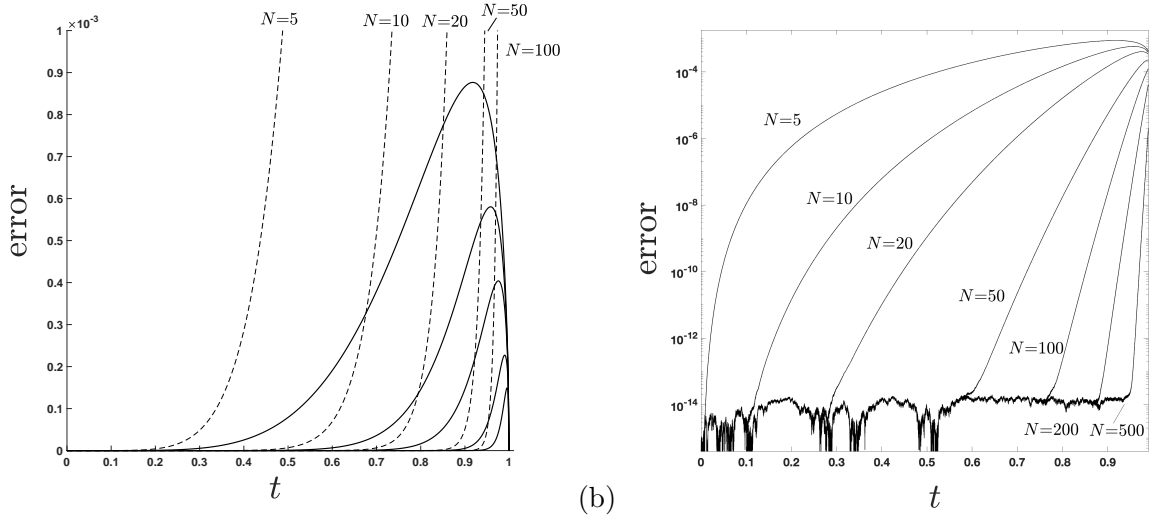 ×10⁻³
1
0.9
0.8
0.7
0.6
0.5
0.4
0.3
0.2
0.1
0
error
N=5
N=10
N=20
N=50
N=100
0 0.1 0.2 0.3 0.4 0.5 0.6 0.7 0.8 0.9 1
t
(b)
10⁻⁴
10⁻⁶
10⁻⁸
10⁻¹⁰
10⁻¹²
10⁻¹⁴
error
N=5
N=10
N=20
N=50
N=100
N=200 N=500
0 0.1 0.2 0.3 0.4 0.5 0.6 0.7 0.8 0.9
t